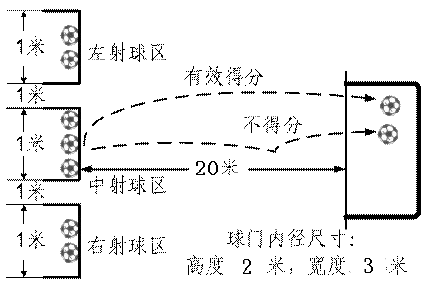 1米
左射球区
有效得分
1米
不得分
1米
20米
中射球区
1米
1米
右射球区
球门内径尺寸:
高度 2 米, 宽度 3 米